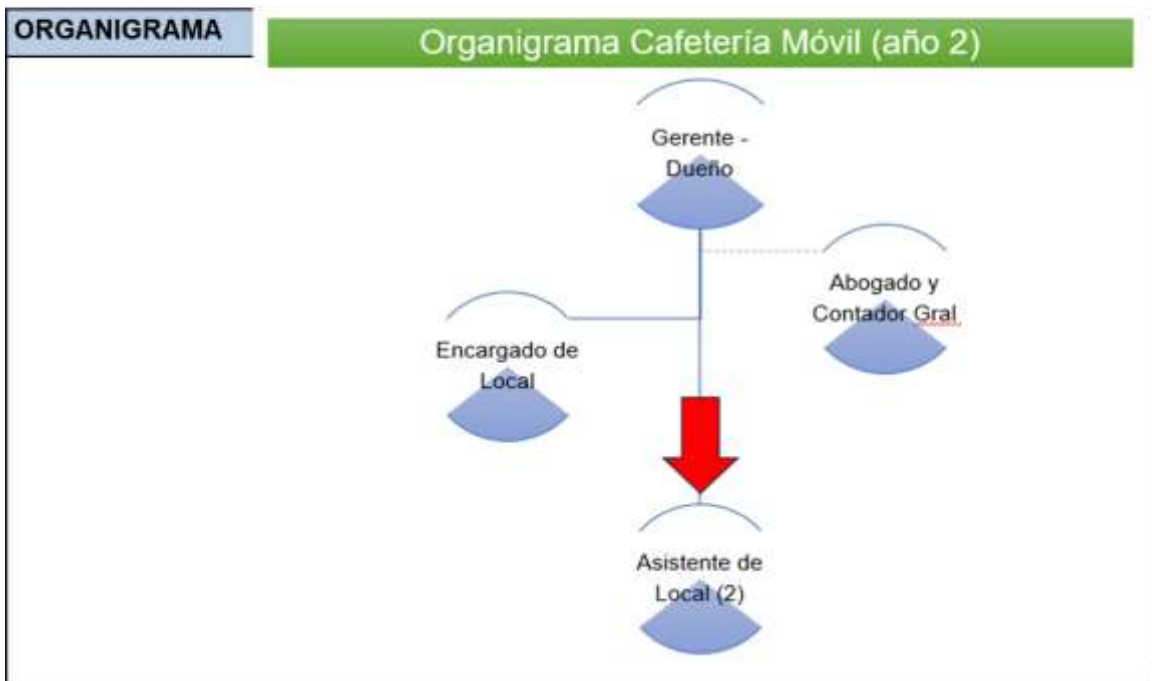 ORGANIGRAMA
Organigrama Cafetería Móvil (año 2)
Gerente -
Dueño
Abogado y
Contador Gral
Encargado de
Local
Asistente de
Local (2)